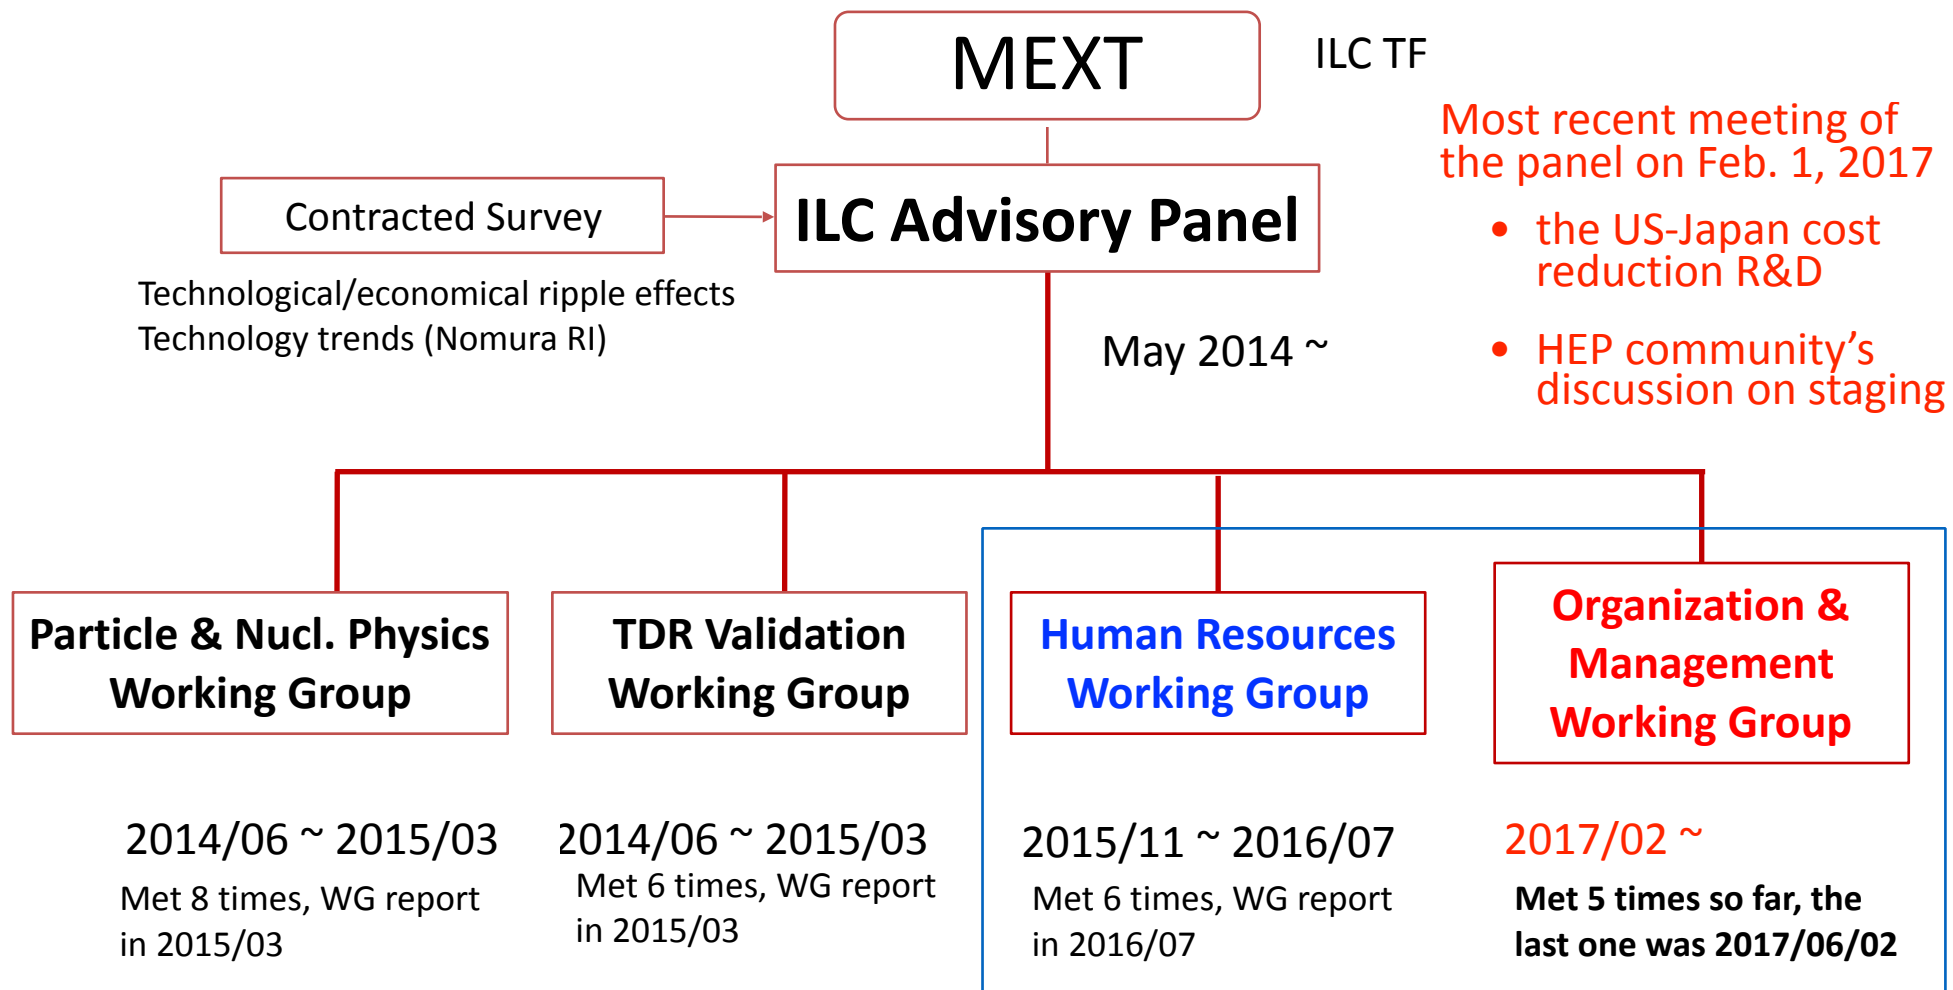 MEXT
ILC TF
Most recent meeting of
the panel on Feb. 1, 2017
• the US-Japan cost
reduction R&D
• HEP community’s
discussion on staging
Contracted Survey
ILC Advisory Panel
Technological/economical ripple effects
Technology trends (Nomura RI)
May 2014 ~
Particle & Nucl. Physics
Working Group
TDR Validation
Working Group
Human Resources
Working Group
Organization &
Management
Working Group
2014/06 ~ 2015/03
Met 8 times, WG report
in 2015/03
2014/06 ~ 2015/03
Met 6 times, WG report
in 2015/03
2015/11 ~ 2016/07
Met 6 times, WG report
in 2016/07
2017/02 ~
Met 5 times so far, the
last one was 2017/06/02